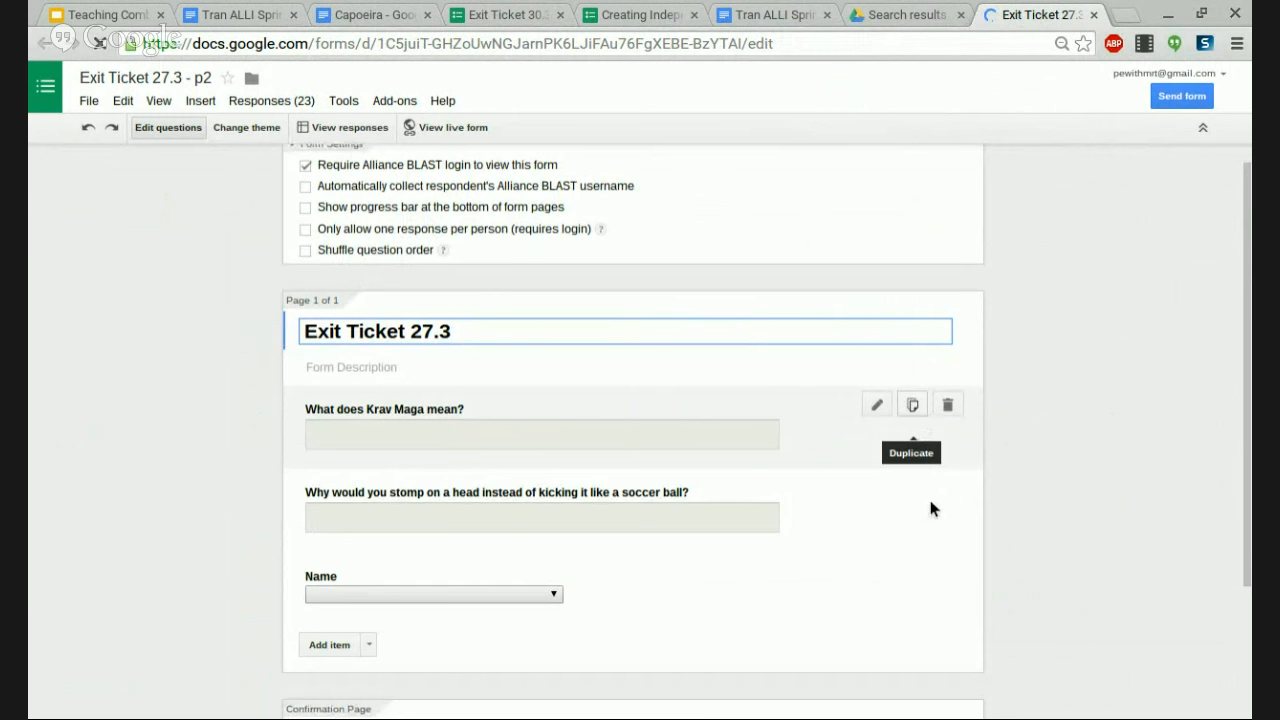 Teaching Comb
Tran ALLI Spri
Capoeira - Goo
Exit Ticket 30.3
Creating Indep
Tran ALLI Spri
Search results
Exit Ticket 27.3
Google
https://docs.google.com/forms/d/1C5juiT-GHZoUwNGJarnPK6LJiFAu76FgXEBE-BzYTAI/edit
ABP
S
Exit Ticket 27.3 - p2
pewithmrt@gmail.com
File Edit View Insert Responses (23) Tools Add-ons Help
Send form
Edit questions Change theme View responses View live form
Form Settings
Require Alliance BLAST login to view this form
Automatically collect respondent's Alliance BLAST username
Show progress bar at the bottom of form pages
Only allow one response per person (requires login) ?
Shuffle question order ?
Page 1 of 1
Exit Ticket 27.3
Form Description
What does Krav Maga mean?
Duplicate
Why would you stomp on a head instead of kicking it like a soccer ball?
Name
Add item
Confirmation Page